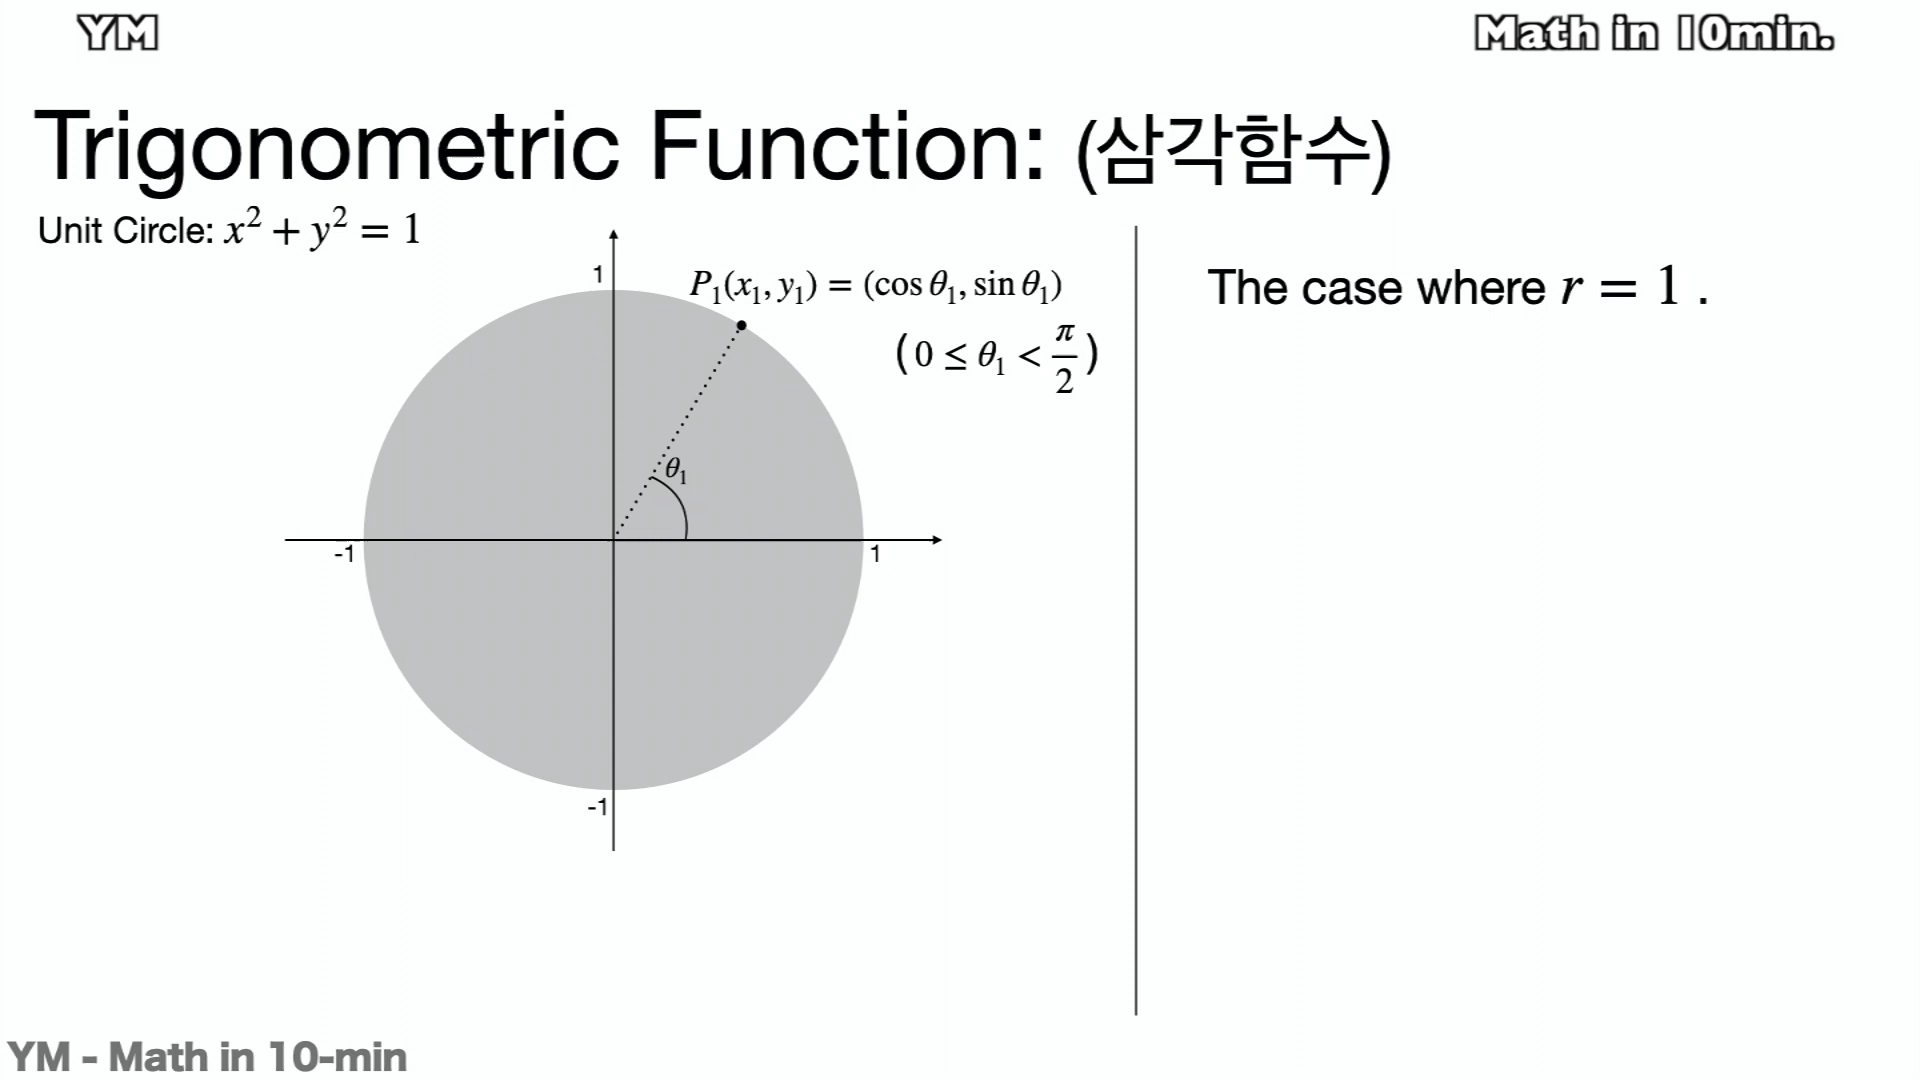 YM
Math in 10min.
Trigonometric Function: (삼각함수)
Unit Circle: x² + y² = 1
1
P₁(x₁, y₁) = (cos θ₁, sin θ₁)
(0 ≤ θ₁ < π/2)
The case where r = 1 .
θ₁
-1
1
-1
YM - Math in 10-min